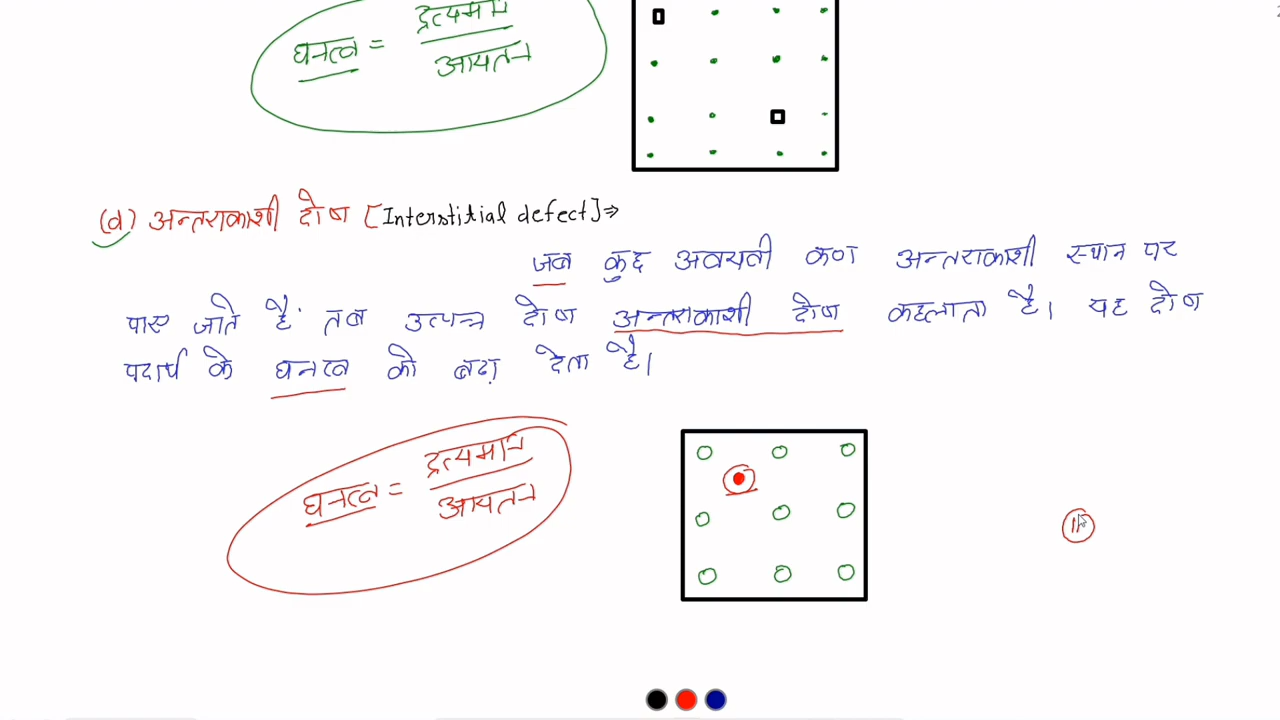 घनत्व = द्रव्यमान
आयतन
(d) अन्तराकाशी दोष [Interstitial defect] ⇒
जब कुछ अवयवी कण अन्तराकाशी स्थान पर
पाए जाते है तब उत्पन्न दोष अन्तराकाशी दोष कहलाता है। यह दोष
पदार्थ के घनत्व को बढ़ा देता है।
घनत्व = द्रव्यमान
आयतन